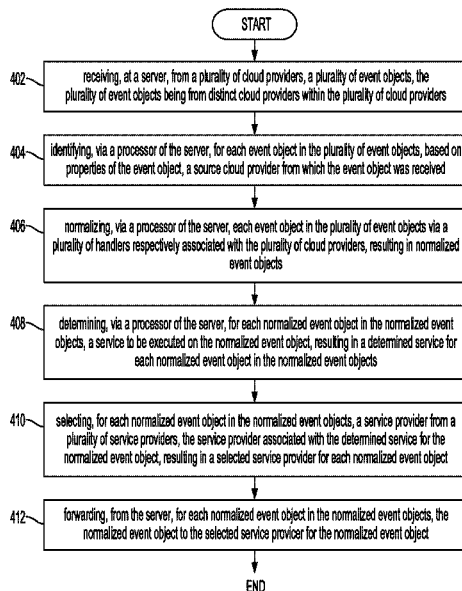 START
402
receiving, at a server, from a plurality of cloud providers, a plurality of event objects, the
plurality of event objects being from distinct cloud providers within the plurality of cloud providers
404
identifying, via a processor of the server, for each event object in the plurality of event objects, based on
properties of the event object, a source cloud provider from which the event object was received
406
normalizing, via a processor of the server, each event object in the plurality of event objects via a
plurality of handlers respectively associated with the plurality of cloud providers, resulting in normalized
event objects
408
determining, via a processor of the server, for each normalized event object in the normalized event
objects, a service to be executed on the normalized event object, resulting in a determined service for
each normalized event object in the normalized event objects
410
selecting, for each normalized event object in the normalized event objects, a service provider from a
plurality of service providers, the service provider associated with the determined service for the
normalized event object, resulting in a selected service provider for each normalized event object
412
forwarding, from the server, for each normalized event object in the normalized event objects, the
normalized event object to the selected service provicer for the normalized event object
END